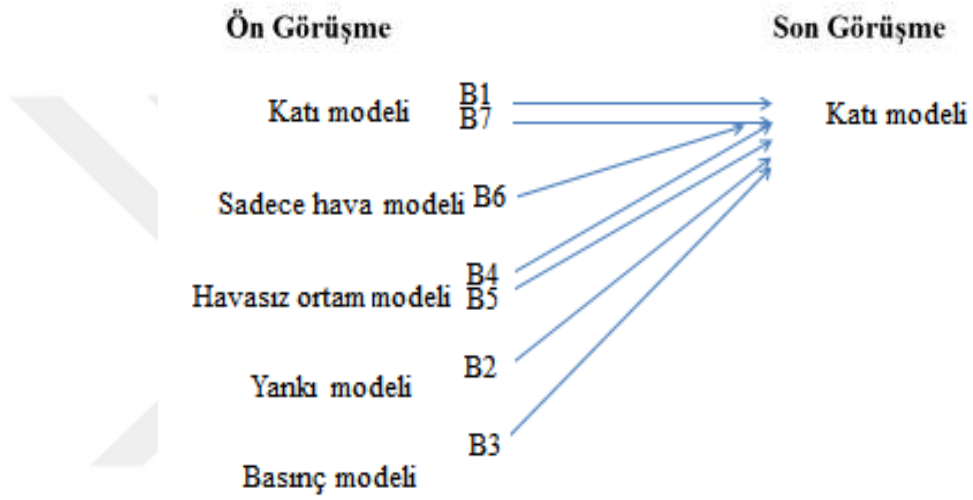 Ön Görüşme
Son Görüşme
Katı modeli
B1
B7
Katı modeli
Sadece hava modeli
B6
Havasız ortam modeli
B4
B5
Yankı modeli
B2
Basınç modeli
B3